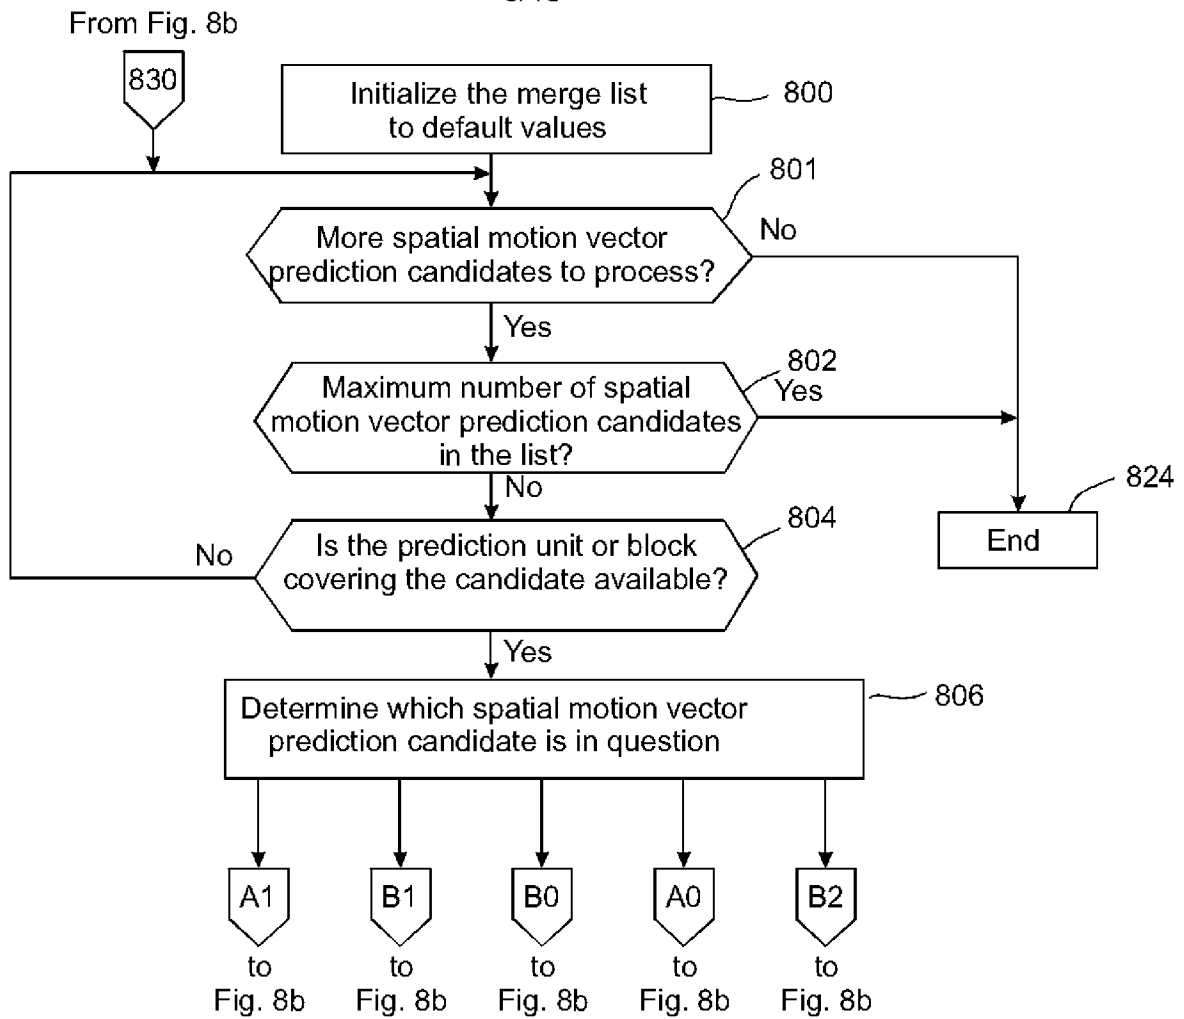 From Fig. 8b
830
Initialize the merge list
to default values
800
801
More spatial motion vector
prediction candidates to process?
No
Yes
802
Maximum number of spatial
motion vector prediction candidates
in the list?
Yes
No
804
Is the prediction unit or block
covering the candidate available?
No
824
End
Yes
806
Determine which spatial motion vector
prediction candidate is in question
A1
B1
B0
A0
B2
to
Fig. 8b
to
Fig. 8b
to
Fig. 8b
to
Fig. 8b
to
Fig. 8b